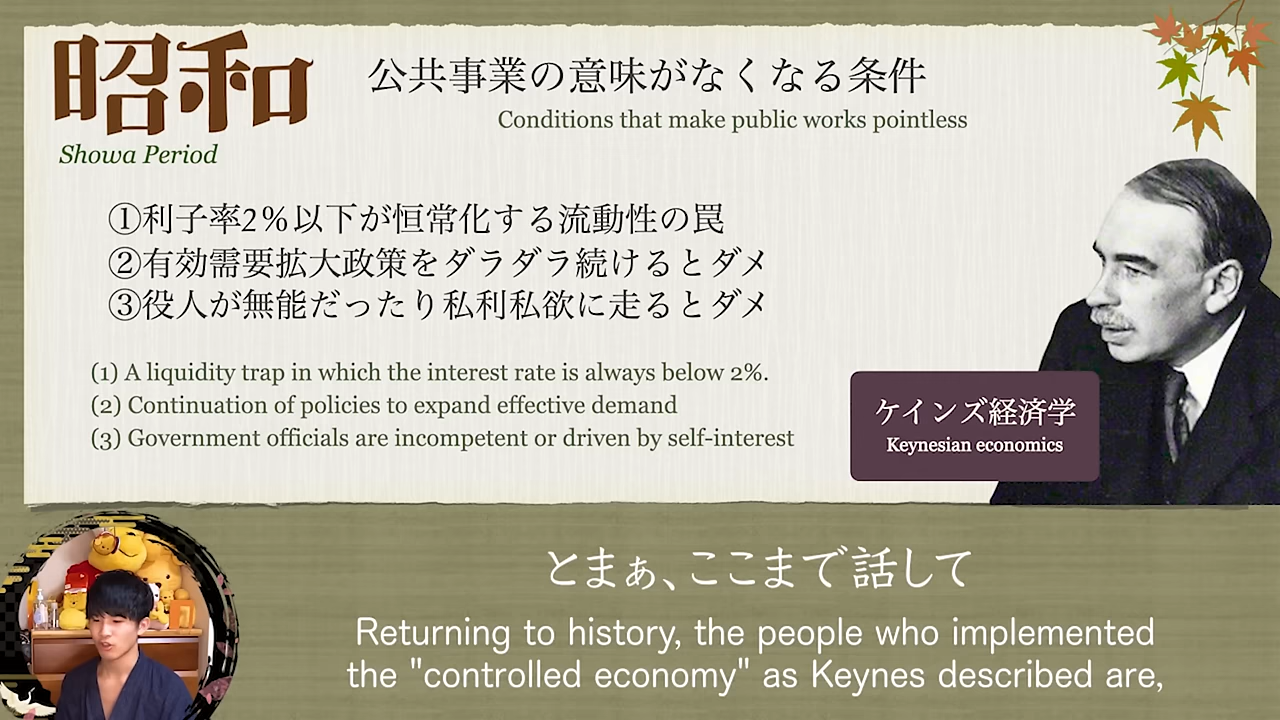 昭和
Showa Period
公共事業の意味がなくなる条件
Conditions that make public works pointless
①利子率2%以下が恒常化する流動性の罠
②有効需要拡大政策をダラダラ続けるとダメ
③役人が無能だったり私利私欲に走るとダメ
(1) A liquidity trap in which the interest rate is always below 2%.
(2) Continuation of policies to expand effective demand
(3) Government officials are incompetent or driven by self-interest
ケインズ経済学
Keynesian economics
とまぁ、ここまで話して
Returning to history, the people who implemented
the "controlled economy" as Keynes described are,